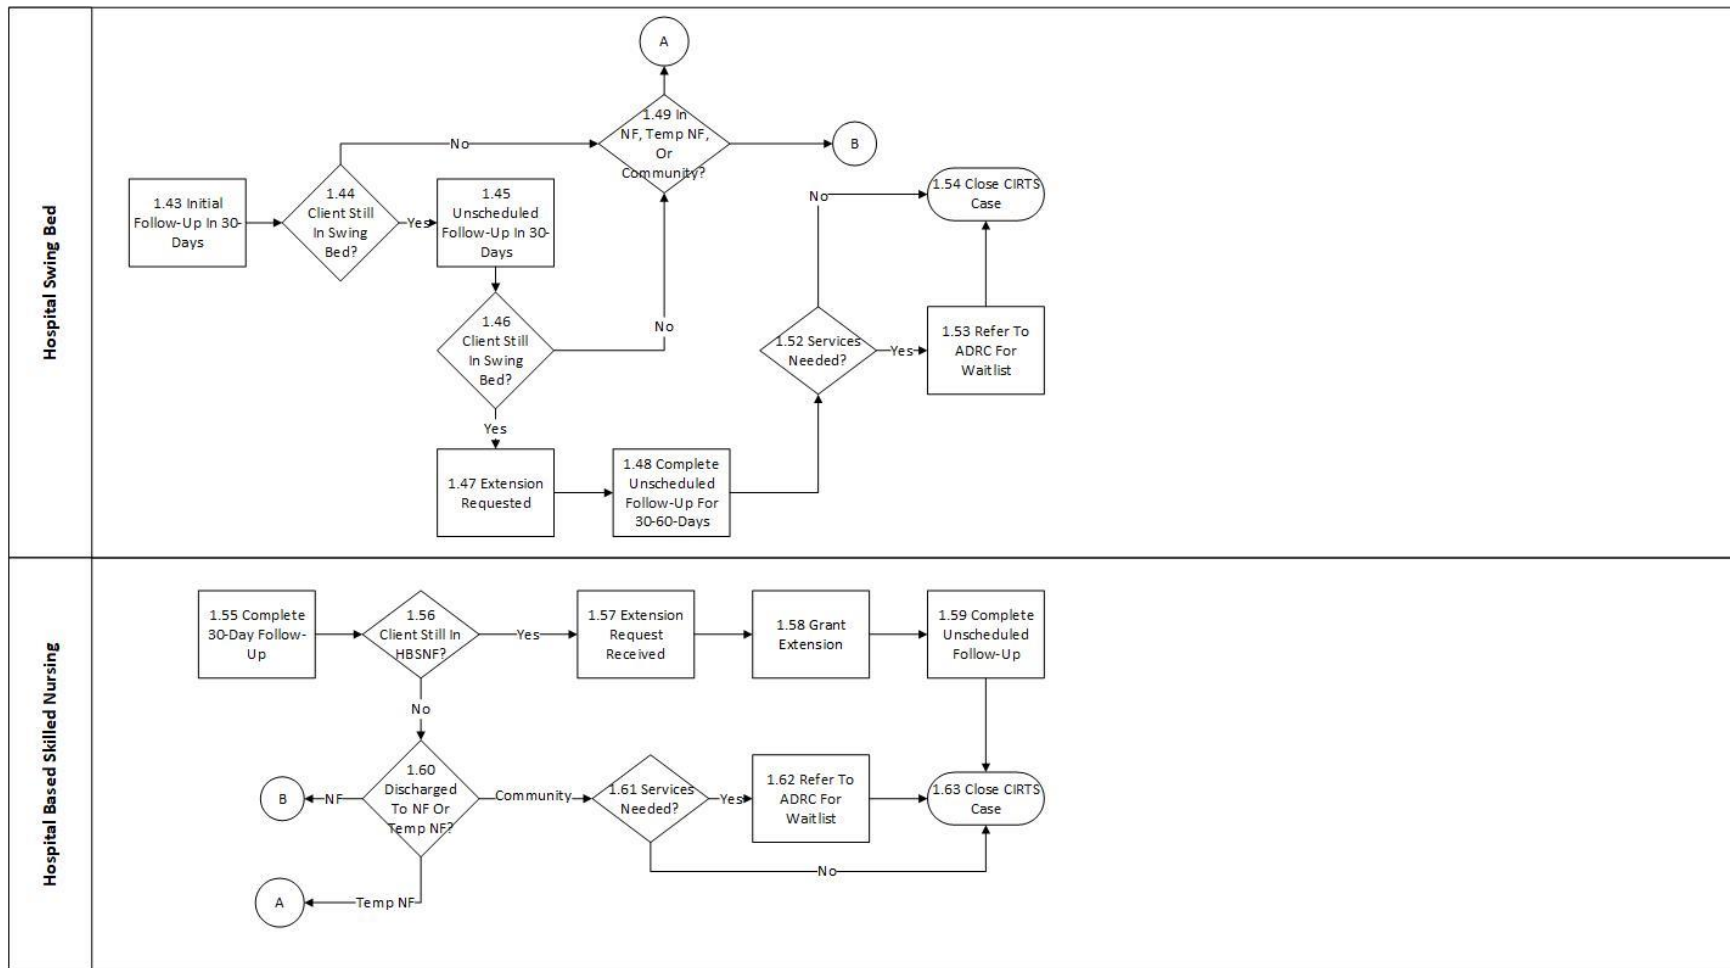 Hospital Swing Bed
A
1.49 In
NF, Temp NF,
Or
Community?
B
No
1.43 Initial
Follow-Up In 30-
Days
1.44
Client Still
In Swing
Bed?
Yes
1.45
Unscheduled
Follow-Up In 30-
Days
1.46
Client Still
In Swing
Bed?
No
Yes
1.47 Extension
Requested
1.48 Complete
Unscheduled
Follow-Up For
30-60-Days
1.52 Services
Needed?
No
Yes
1.53 Refer To
ADRC For
Waitlist
1.54 Close CIRTS
Case
Hospital Based Skilled Nursing
1.55 Complete
30-Day Follow-
Up
1.56
Client Still In
HBSNF?
Yes
1.57 Extension
Request
Received
1.58 Grant
Extension
1.59 Complete
Unscheduled
Follow-Up
No
1.60
Discharged
To NF Or
Temp NF?
NF
B
Temp NF
A
Community
1.61 Services
Needed?
Yes
1.62 Refer To
ADRC For
Waitlist
No
1.63 Close CIRTS
Case